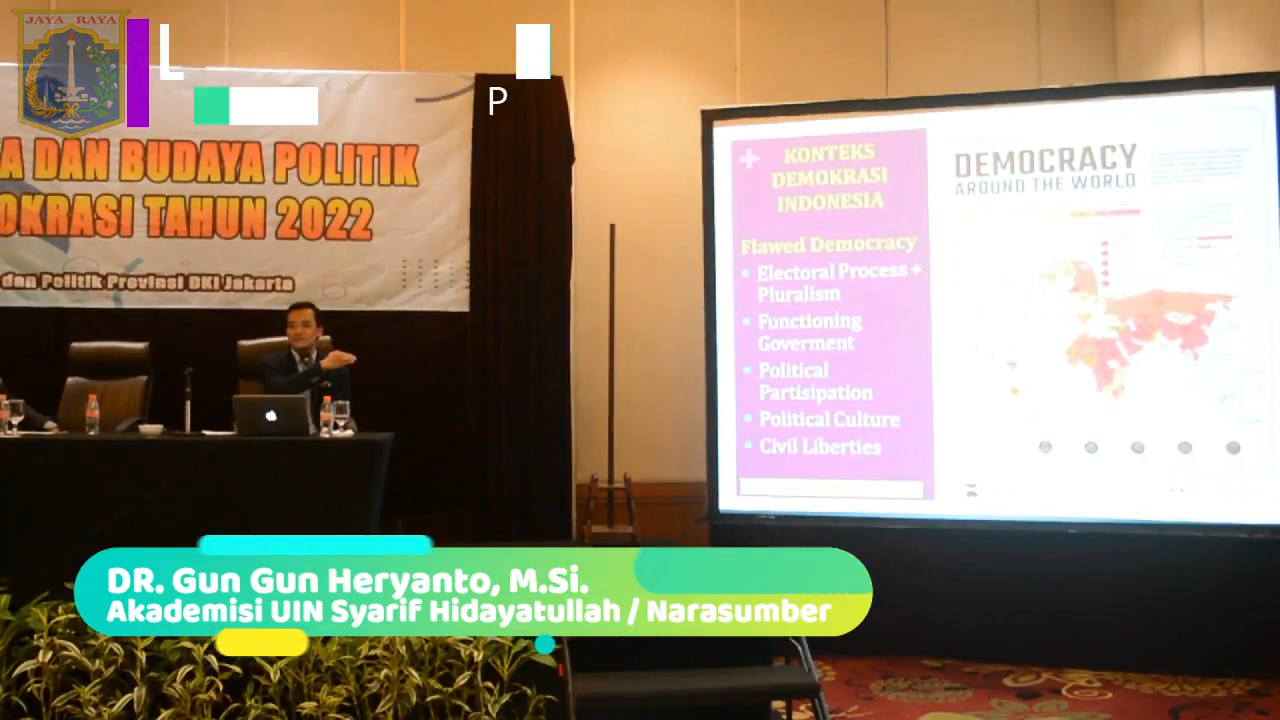 JAYA RAYA
L
P
A DAN BUDAYA POLITIK
OKRASI TAHUN 2022
dan Politik Provinsi DKI Jakarta
KONTEKS
DEMOKRASI
INDONESIA
Flawed Democracy
Electoral Process +
Pluralism
Functioning
Goverment
Political
Partisipation
Political Culture
Civil Liberties
DEMOCRACY
AROUND THE WORLD
DR. Gun Gun Heryanto, M.Si.
Akademisi UIN Syarif Hidayatullah / Narasumber